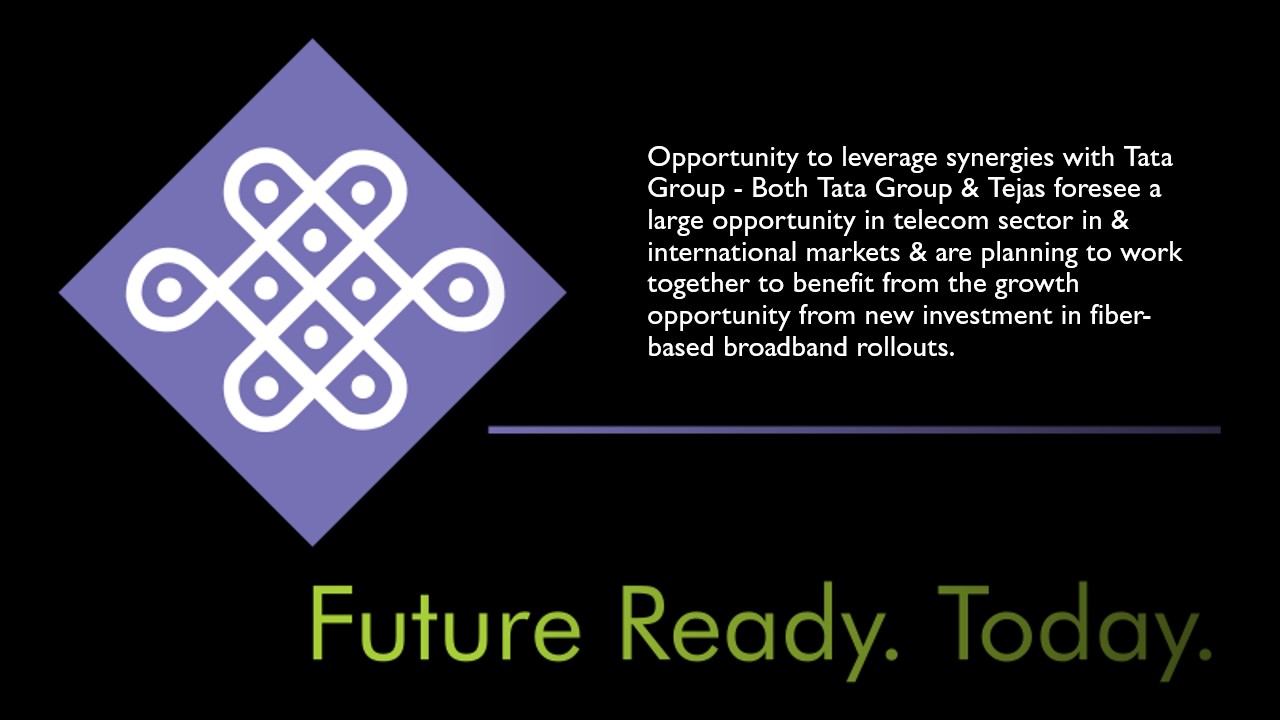 Opportunity to leverage synergies with Tata
Group - Both Tata Group & Tejas foresee a
large opportunity in telecom sector in &
international markets & are planning to work
together to benefit from the growth
opportunity from new investment in fiber-
based broadband rollouts.
Future Ready. Today.